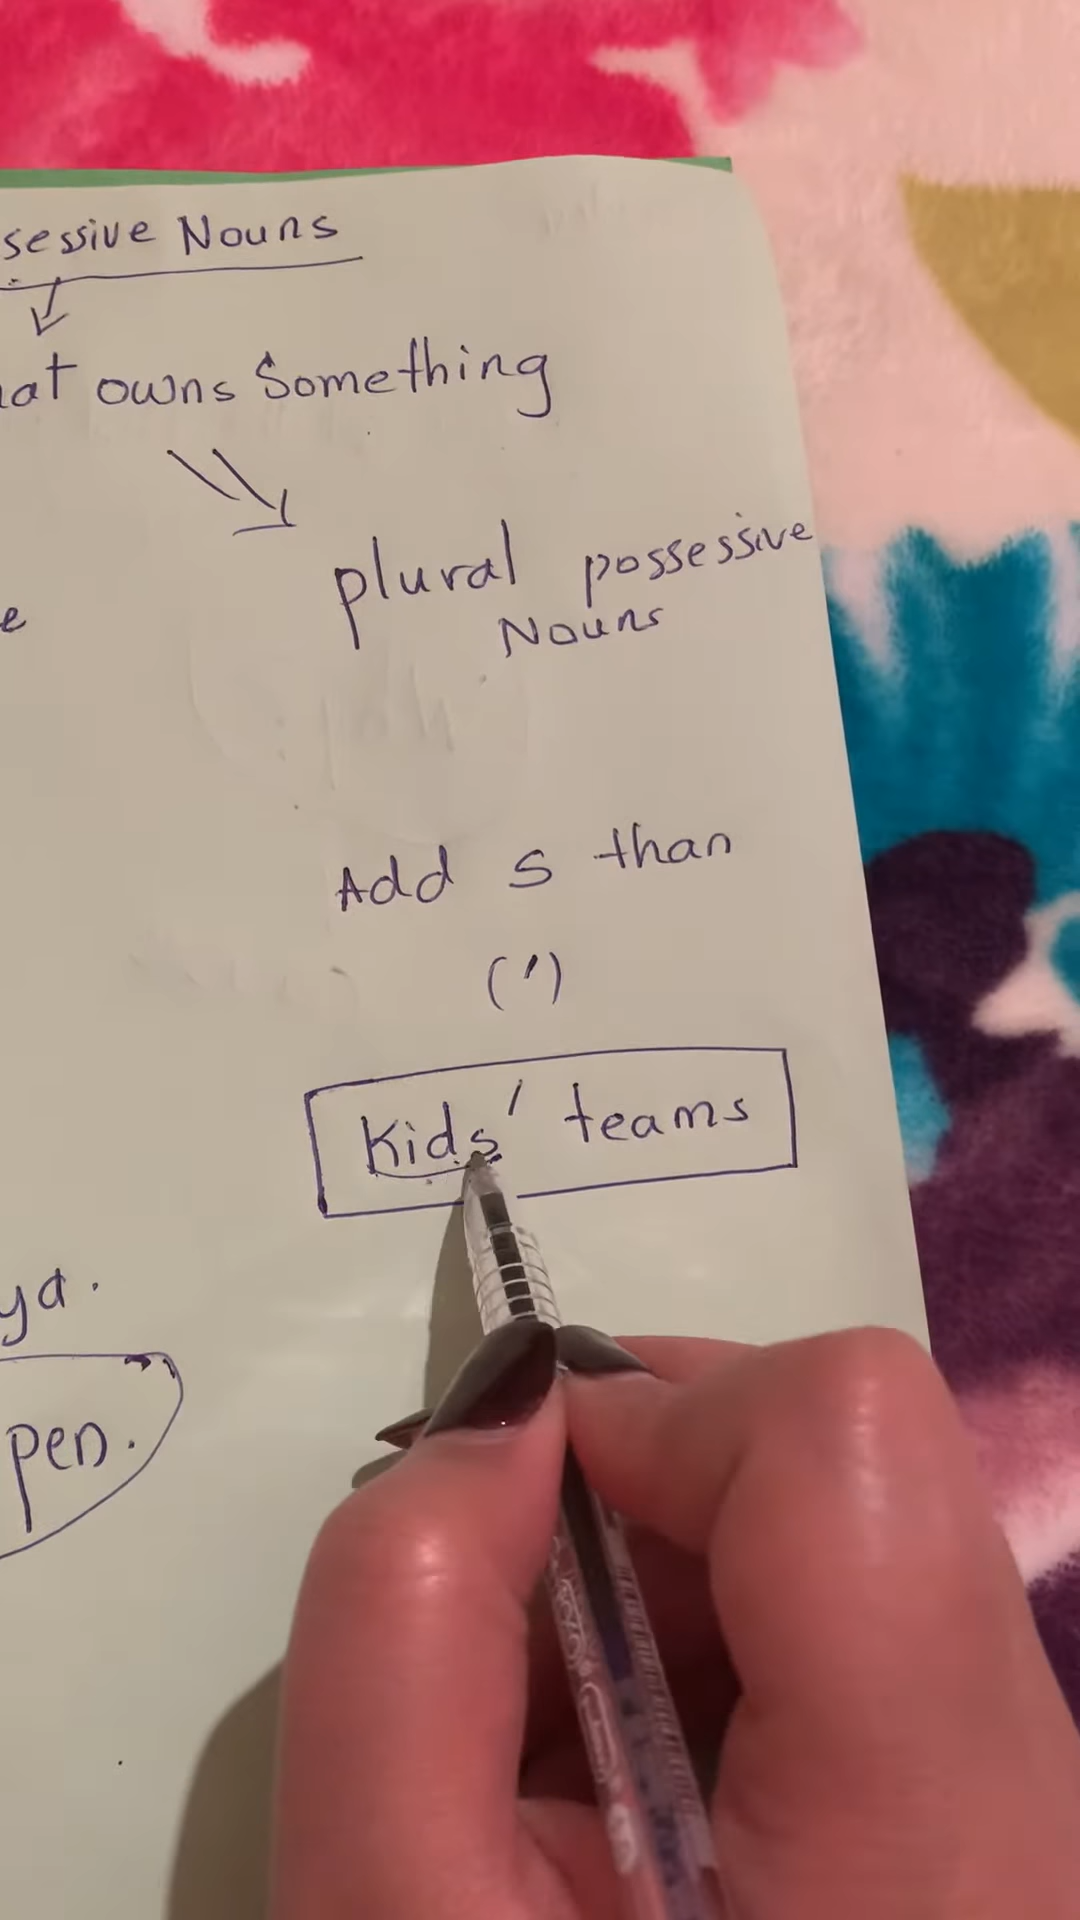 sessive Nouns
at owns Something
plural possessive
Nouns
e
Add s than
(')
Kids' teams
ya.
pen.